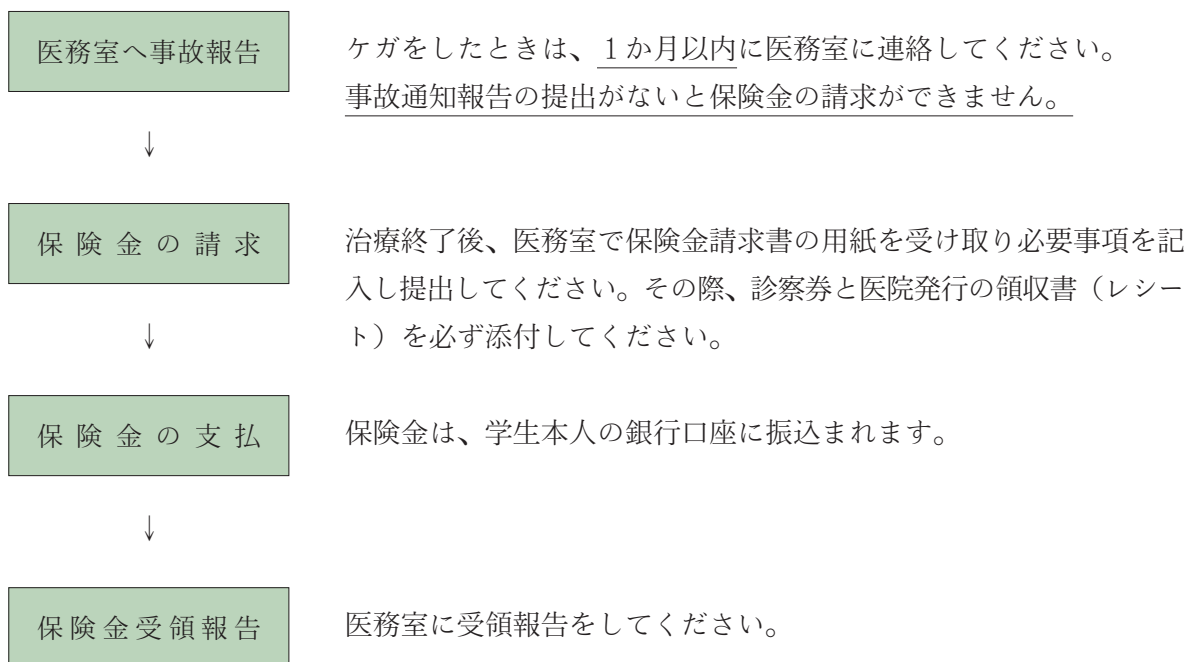 医務室へ事故報告
ケガをしたときは、１か月以内に医務室に連絡してください。
事故通知報告の提出がないと保険金の請求ができません。
↓
保険金の請求
治療終了後、医務室で保険金請求書の用紙を受け取り必要事項を記
入し提出してください。その際、診察券と医院発行の領収書（レシー
ト）を必ず添付してください。
↓
保険金の支払
保険金は、学生本人の銀行口座に振込まれます。
↓
保険金受領報告
医務室に受領報告をしてください。